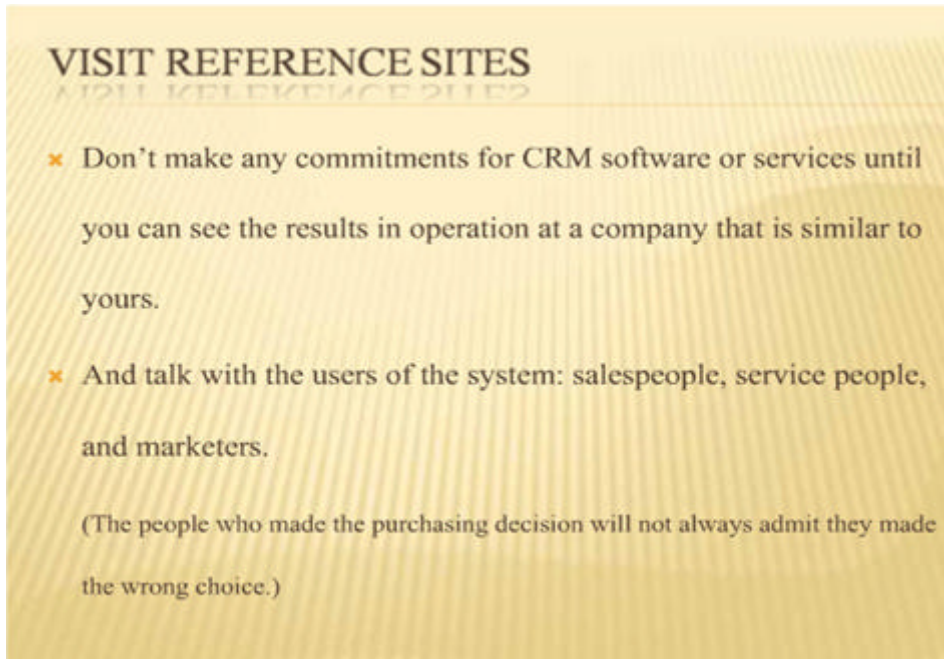 VISIT REFERENCE SITES
Don't make any commitments for CRM software or services until
you can see the results in operation at a company that is similar to
yours.
And talk with the users of the system: salespeople, service people,
and marketers.
(The people who made the purchasing decision will not always admit they made
the wrong choice.)